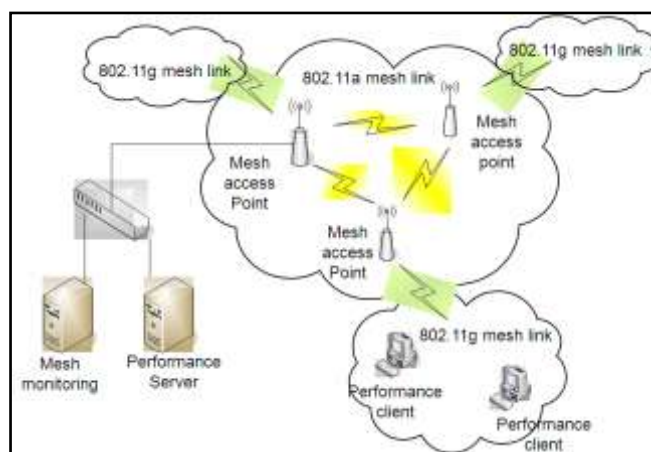 802.11g mesh link
802.11g mesh link
802.11a mesh link
Mesh
access
Point
Mesh
access
point
Mesh
access
Point
Mesh
monitoring
Performance
Server
802.11g mesh link
Performance
client
Performance
client